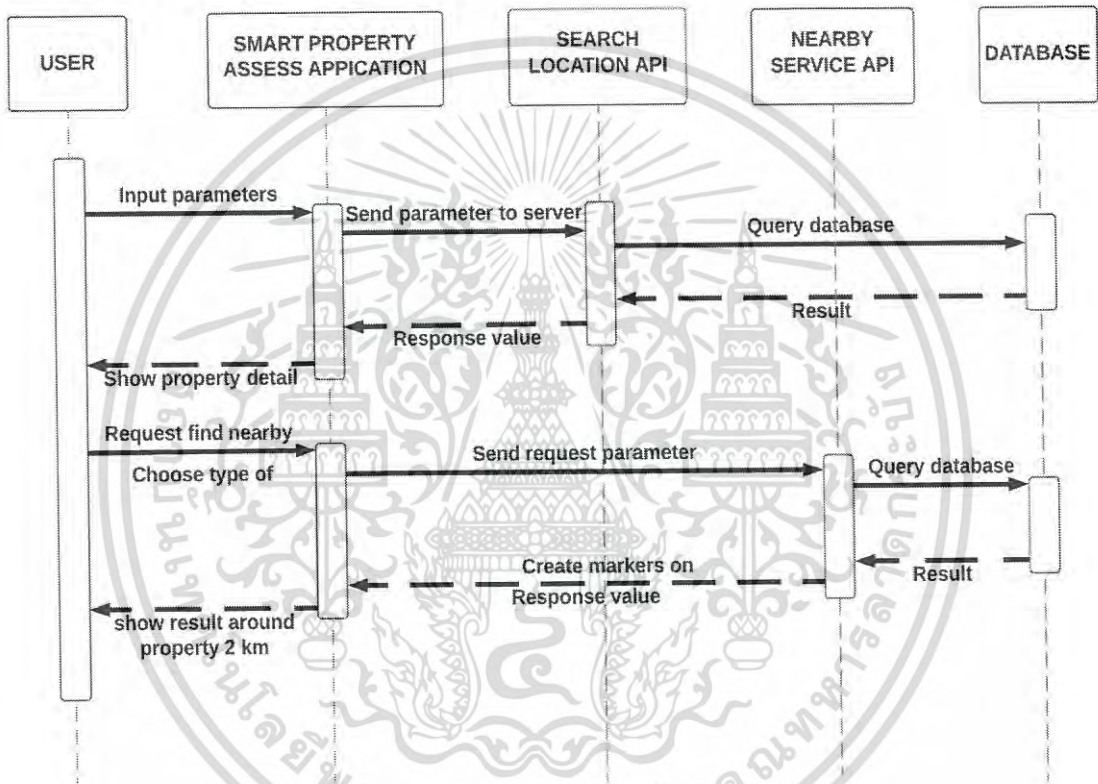 USER
SMART PROPERTY
ASSESS APPICATION
SEARCH
LOCATION API
NEARBY
SERVICE API
DATABASE
Input parameters
Send parameter to server
Query database
Result
Response value
Show property detail
Request find nearby
Choose type of
Send request parameter
Query database
Result
Create markers on
Response value
show result around
property 2 km